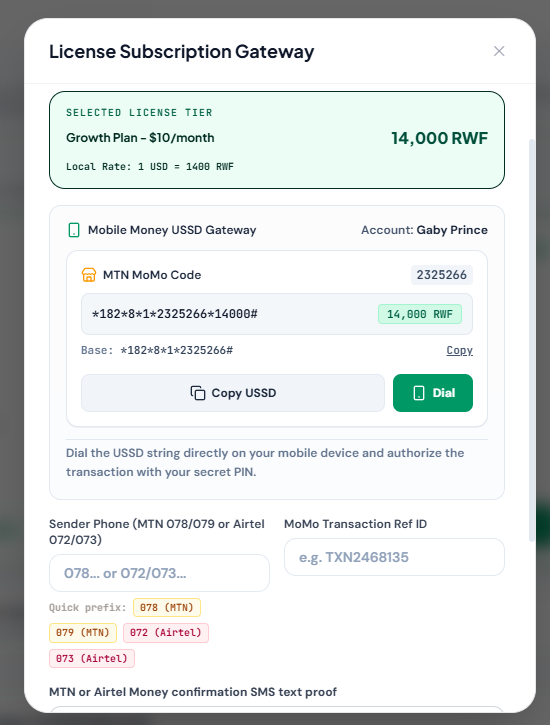 License Subscription Gateway
SELECTED LICENSE TIER
Growth Plan – $10/month
14,000 RWF
Local Rate: 1 USD = 1400 RWF
Mobile Money USSD Gateway
Account: Gaby Prince
MTN MoMo Code
2325266
*182*8*1*2325266*14000#
14,000 RWF
Base: *182*8*1*2325266#
Copy
Copy USSD
Dial
Dial the USSD string directly on your mobile device and authorize the
transaction with your secret PIN.
Sender Phone (MTN 078/079 or Airtel
072/073)
MoMo Transaction Ref ID
078... or 072/073...
e.g. TXN2468135
Quick prefix: 078 (MTN)
079 (MTN) 072 (Airtel)
073 (Airtel)
MTN or Airtel Money confirmation SMS text proof